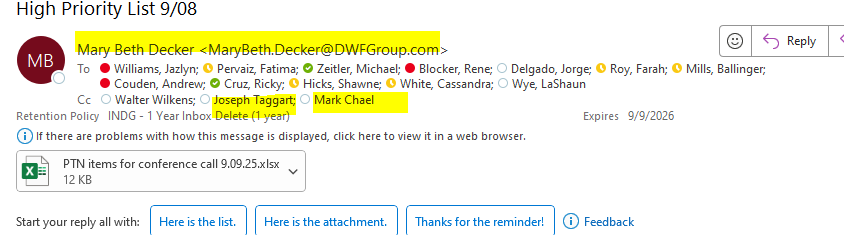 High Priority List 9/08
MB
Mary Beth Decker <MaryBeth.Decker@DWFGroup.com>
Reply
To Williams, Jazlyn; Pervaiz, Fatima; Zeitler, Michael; Blocker, Rene; Delgado, Jorge; Roy, Farah; Mills, Ballinger;
Couden, Andrew; Cruz, Ricky; Hicks, Shawne; White, Cassandra; Wye, LaShaun
Cc Walter Wilkens; Joseph Taggart; Mark Chael
Retention Policy INDG - 1 Year Inbox Delete (1 year) Expires 9/9/2026
If there are problems with how this message is displayed, click here to view it in a web browser.
PTN items for conference call 9.09.25.xlsx
12 KB
Start your reply all with: Here is the list. Here is the attachment. Thanks for the reminder! Feedback